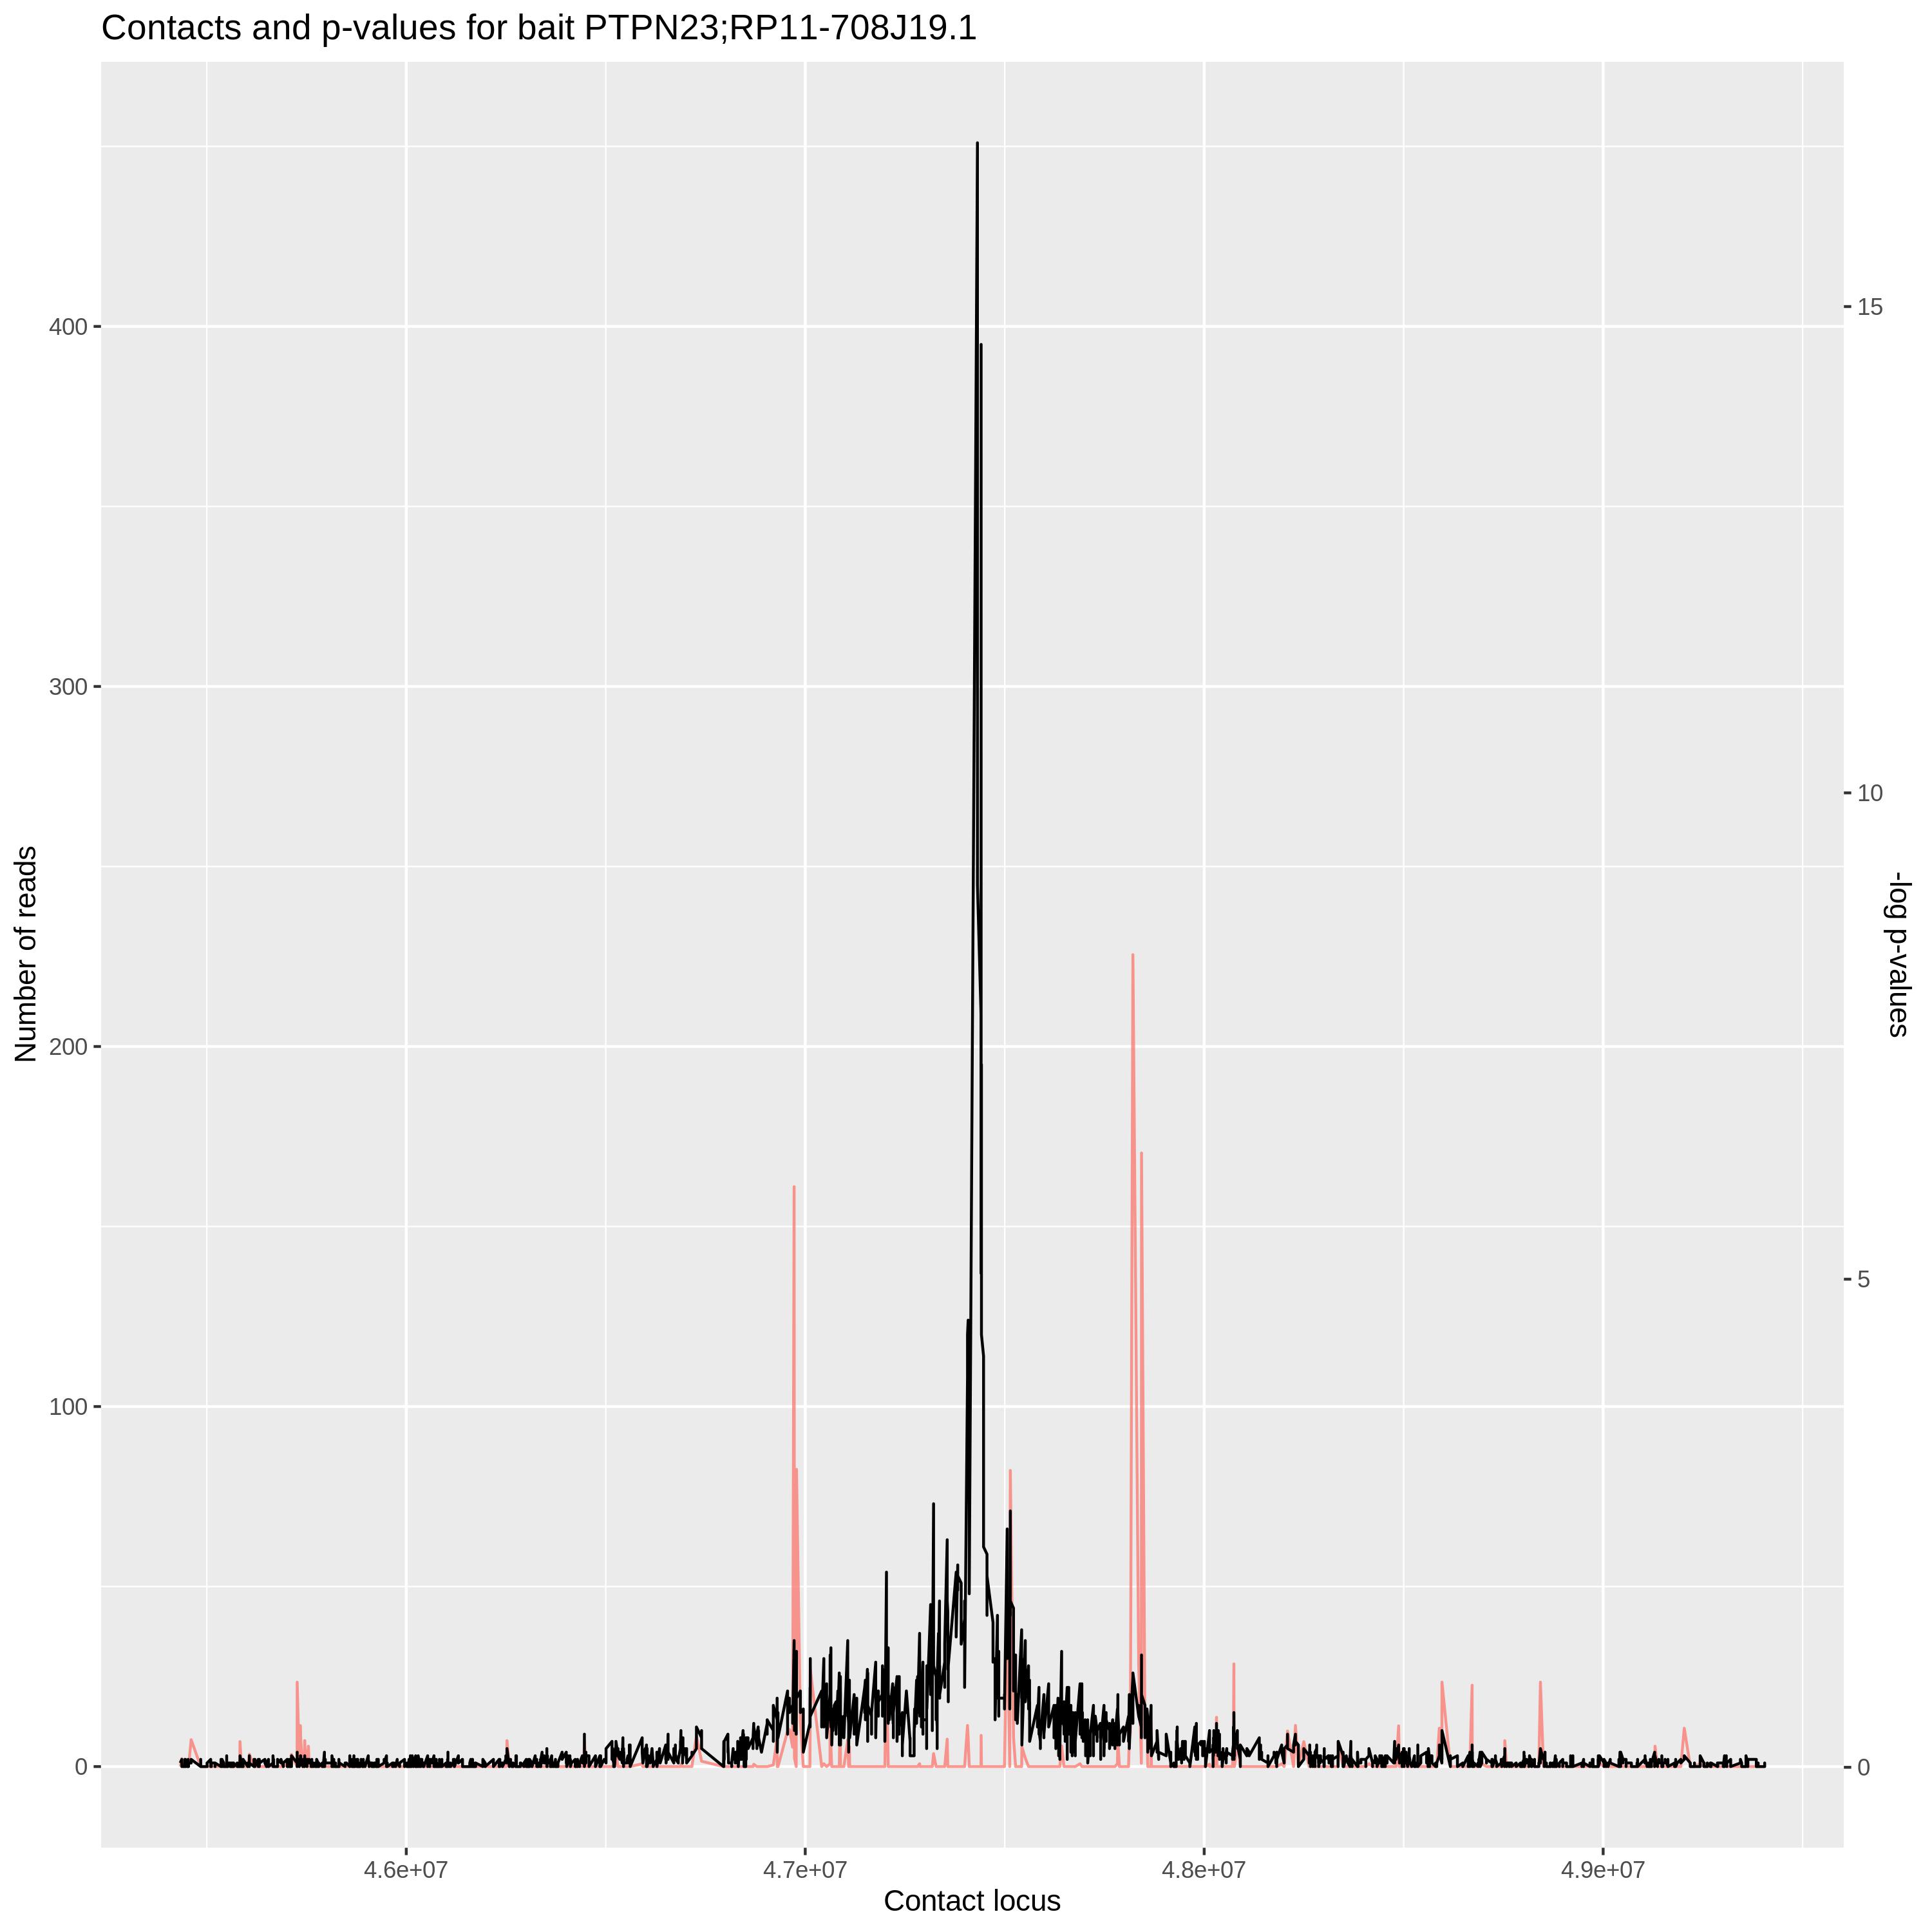 Contacts and p-values for bait PTPN23;RP11-708J19.1
400
300
200
100
0
15
10
5
0
Number of reads
-log p-values
4.6e+07
4.7e+07
4.8e+07
4.9e+07
Contact locus